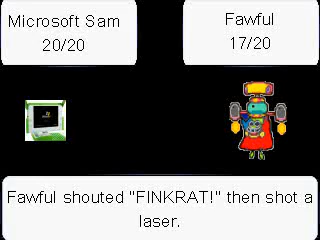 Microsoft Sam
20/20
Fawful
17/20
Fawful shouted "FINKRAT!" then shot a
laser.